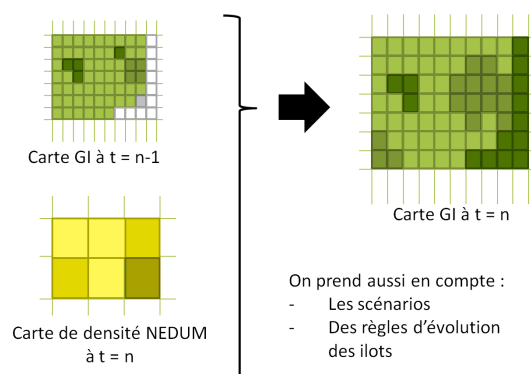 Carte GI à t = n-1
Carte de densité NEDUM
à t = n
Carte GI à t = n
On prend aussi en compte :
- Les scénarios
- Des règles d'évolution
des ilots